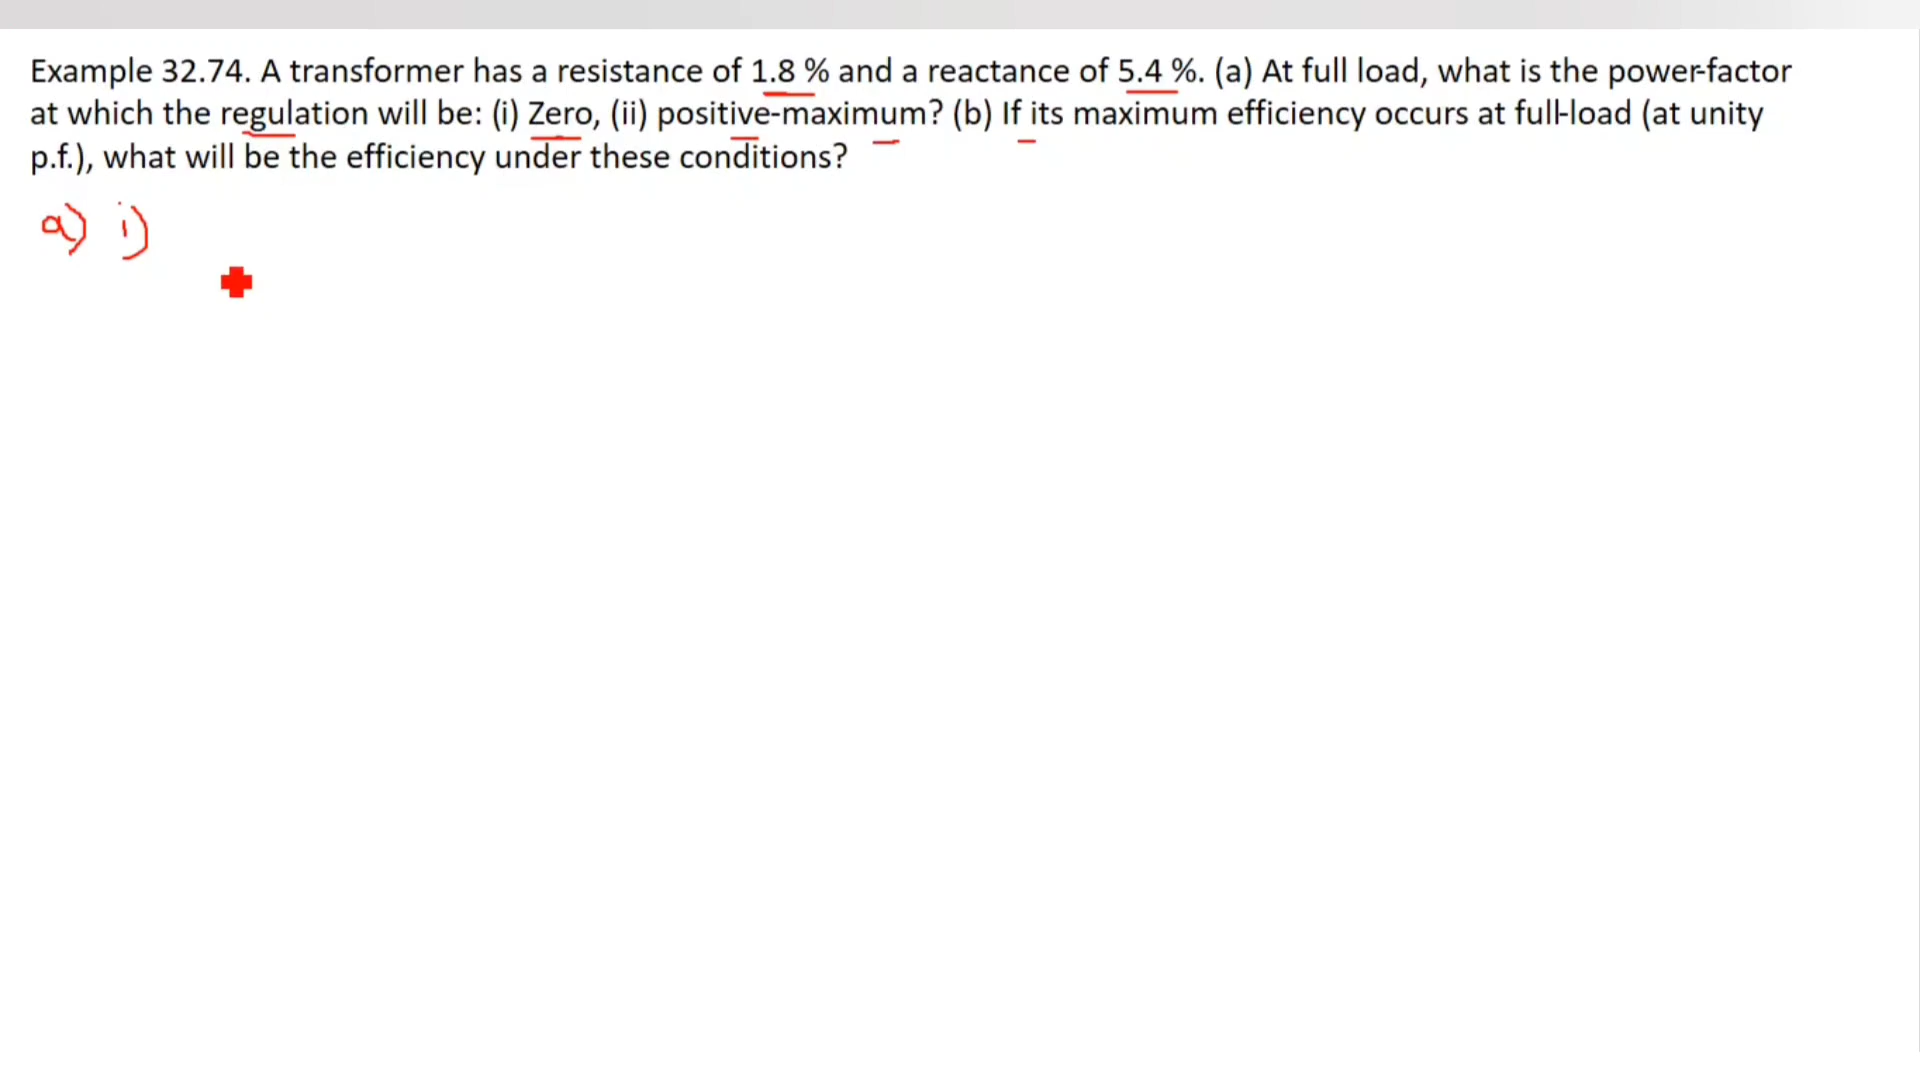 Example 32.74. A transformer has a resistance of 1.8 % and a reactance of 5.4 %. (a) At full load, what is the power-factor
at which the regulation will be: (i) Zero, (ii) positive-maximum? (b) If its maximum efficiency occurs at full-load (at unity
p.f.), what will be the efficiency under these conditions?
a) i)